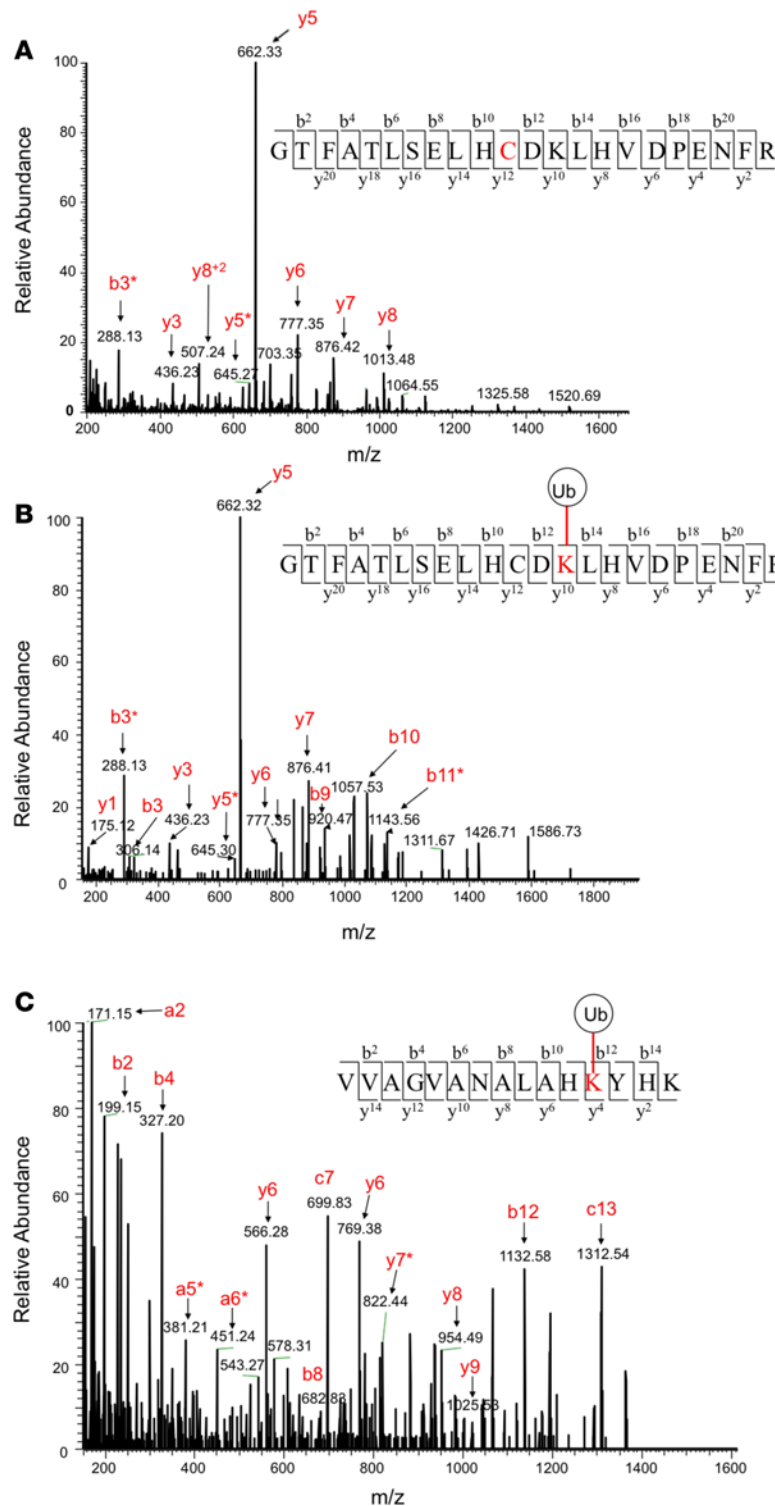 A
y5
662.33
b2 b4 b6 b8 b10 b12 b14 b16 b18 b20
GTFATLSELHCDKLHVDPENFR
y20 y18 y16 y14 y12 y10 y8 y6 y4 y2
Relative Abundance
100
80
60
40
20
0
b3*
288.13
y3
436.23
y8+2
507.24
y5*
645.27
703.35
y6
777.35
y7
876.42
y8
1013.48
1064.55
1325.58
1520.69
200 400 600 800 1000 1200 1400 1600
m/z
B
y5
662.32
Ub
b2 b4 b6 b8 b10 b12 b14 b16 b18 b20
GTFATLSELHCDKLHVDPENFR
y20 y18 y16 y14 y12 y10 y8 y6 y4 y2
Relative Abundance
100
80
60
40
20
0
y1
175.12
b3*
288.13
b3
306.14
y3
436.23
y5*
645.30
y6
777.35
y7
876.41
b9
920.47
b10
1057.53
b11*
1143.56
1311.67
1426.71
1586.73
200 400 600 800 1000 1200 1400 1600 1800
m/z
C
171.15 a2
Ub
b2 b4 b6 b8 b10 b12 b14
VVAGVANALAHKYHK
y14 y12 y10 y8 y6 y4 y2
Relative Abundance
100
80
60
40
20
0
b2
199.15
b4
327.20
a5*
381.21
a6*
451.24
543.27
y6
566.28
578.31
b8
682.83
c7
699.83
y6
769.38
y7*
822.44
y8
954.49
y9
1025.53
b12
1132.58
c13
1312.54
200 400 600 800 1000 1200 1400 1600
m/z